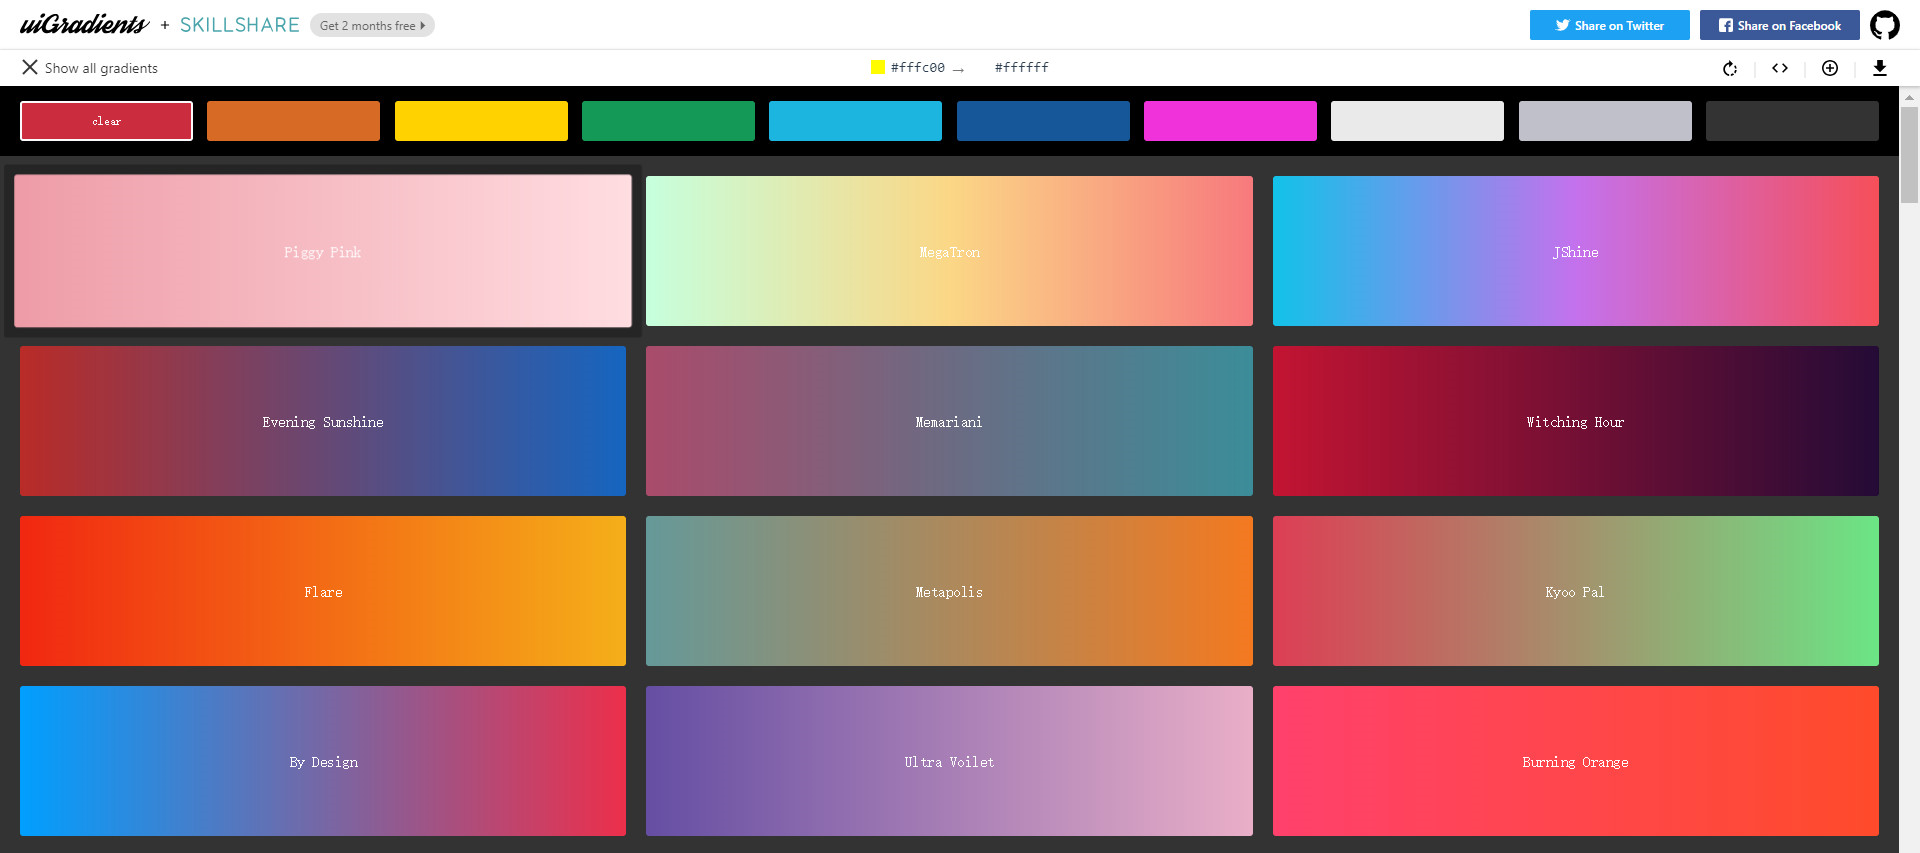 uiGradients + SKILLSHARE Get 2 months free
Share on Twitter Share on Facebook
Show all gradients
#fffc00 → #ffffff
clear
Piggy Pink MegaTron JShine
Evening Sunshine Memariani Witching Hour
Flare Metapolis Kyoo Pal
By Design Ultra Voilet Burning Orange